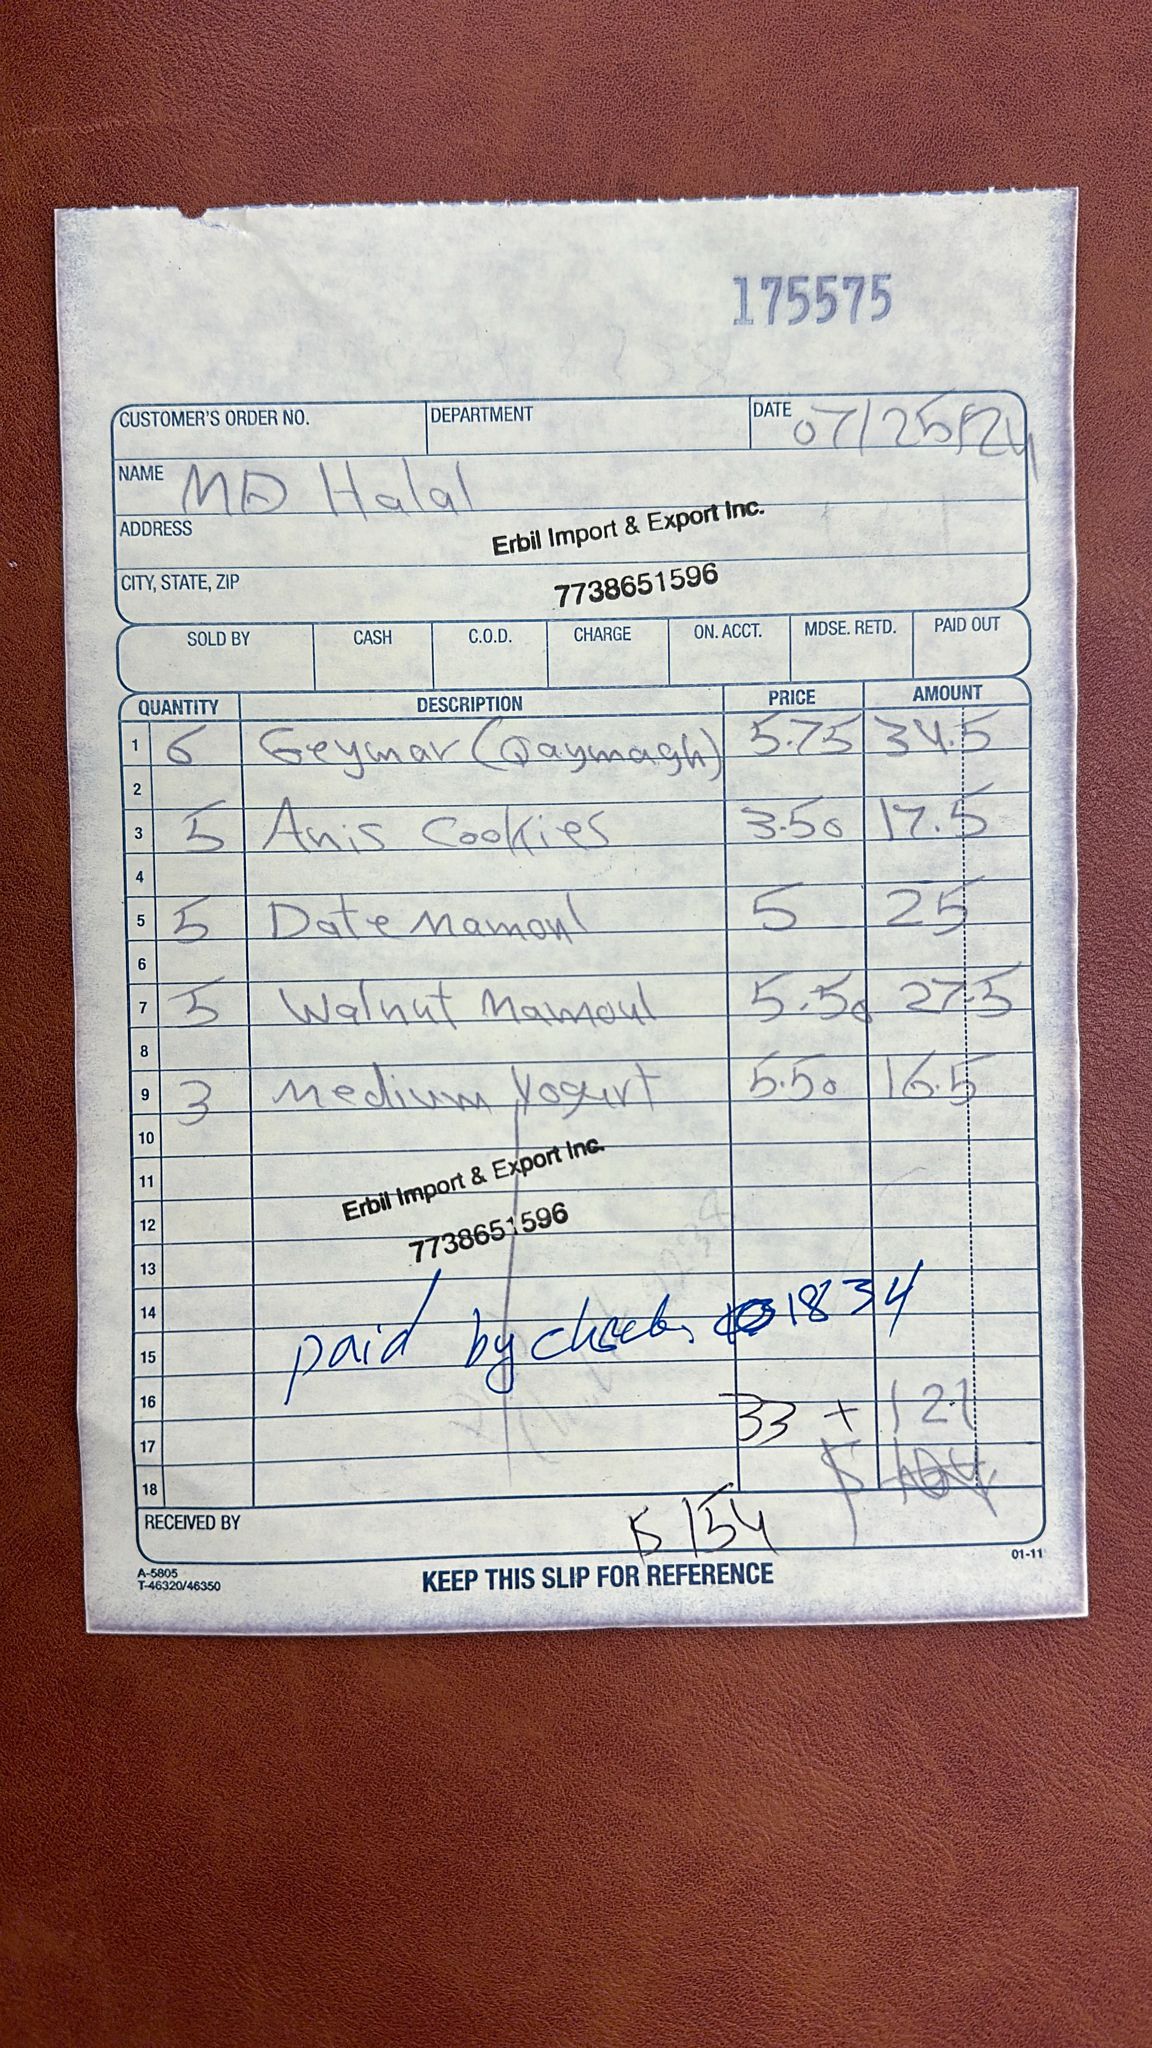 175575
CUSTOMER'S ORDER NO. DEPARTMENT DATE 07/25/24
NAME MD Halal
ADDRESS
Erbil Import & Export Inc.
CITY, STATE, ZIP
7738651596
SOLD BY CASH C.O.D. CHARGE ON. ACCT. MDSE. RETD. PAID OUT
QUANTITY DESCRIPTION PRICE AMOUNT
1 6 Geymar (Qaymagh) 5.75 34.5
2
3 5 Anis Cookies 3.50 17.5
4
5 5 Date Mamoul 5 25
6
7 5 Walnut Mamoul 5.50 27.5
8
9 3 Medium Yogurt 5.50 16.5
10
11 Erbil Import & Export Inc.
12 7738651596
13
14
15 paid by check 1834
16 33 + 121
17
18 $
RECEIVED BY $ 154
A-5805
T-46320/46350
KEEP THIS SLIP FOR REFERENCE
01-11